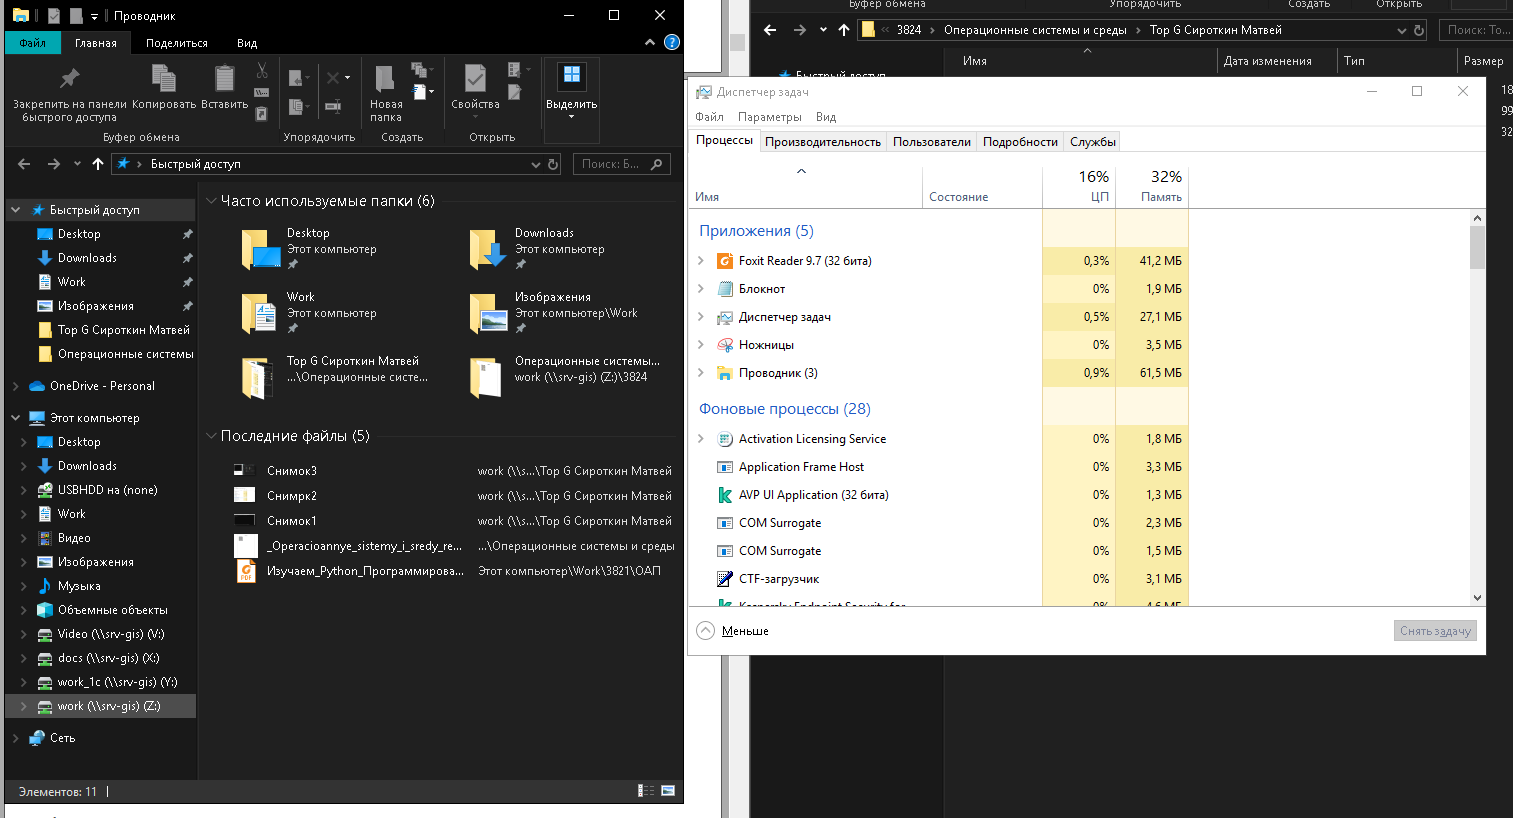 Проводник
Файл
Главная
Поделиться
Вид
Закрепить на панели быстрого доступа
Копировать
Вставить
Новая папка
Свойства
Выделить
Буфер обмена
Упорядочить
Создать
Открыть
Быстрый доступ
Поиск: Б...
Быстрый доступ
Desktop
Downloads
Work
Изображения
Top G Сироткин Матвей
Операционные системы
OneDrive - Personal
Этот компьютер
Desktop
Downloads
USBHDD на (none)
Work
Видео
Изображения
Музыка
Объемные объекты
Video (\\srv-gis) (V:)
docs (\\srv-gis) (X:)
work_1c (\\srv-gis) (Y:)
work (\\srv-gis) (Z:)
Сеть
Часто используемые папки (6)
Desktop
Этот компьютер
Downloads
Этот компьютер
Work
Этот компьютер
Изображения
Этот компьютер\Work
Top G Сироткин Матвей
...\Операционные систе...
Операционные системы...
work (\\srv-gis) (Z:)\3824
Последние файлы (5)
Снимок3 work (\\s...\Top G Сироткин Матвей
Снимрк2 work (\\s...\Top G Сироткин Матвей
Снимок1 work (\\s...\Top G Сироткин Матвей
_Operacioannye_sistemy_i_sredy_re... ...\Операционные системы и среды
Изучаем_Python_Программирова... Этот компьютер\Work\3821\ОАП
Элементов: 11
Буфер обмена
Упорядочить
Создать
Открыть
3824 Операционные системы и среды Top G Сироткин Матвей
Поиск: To...
Имя
Дата изменения
Тип
Размер
Быстрый доступ
18
99
32
Диспетчер задач
Файл Параметры Вид
Процессы
Производительность
Пользователи
Подробности
Службы
16% 32%
Имя Состояние ЦП Память
Приложения (5)
Foxit Reader 9.7 (32 бита) 0,3% 41,2 МБ
Блокнот 0% 1,9 МБ
Диспетчер задач 0,5% 27,1 МБ
Ножницы 0% 3,5 МБ
Проводник (3) 0,9% 61,5 МБ
Фоновые процессы (28)
Activation Licensing Service 0% 1,8 МБ
Application Frame Host 0% 3,3 МБ
AVP UI Application (32 бита) 0% 1,3 МБ
COM Surrogate 0% 2,3 МБ
COM Surrogate 0% 1,5 МБ
CTF-загрузчик 0% 3,1 МБ
Kaspersky Endpoint Security for 0% 4,6 МБ
Меньше
Снять задачу